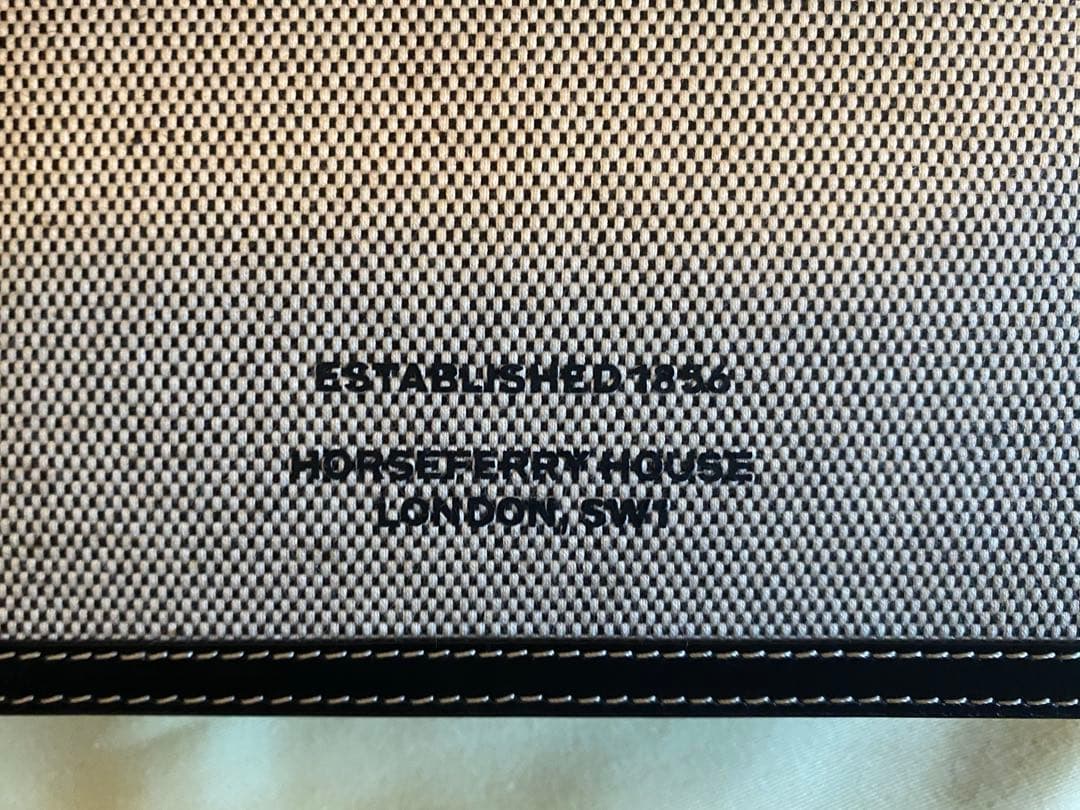 ESTABLISHED 1856
HORSEFERRY HOUSE
LONDON, SW1